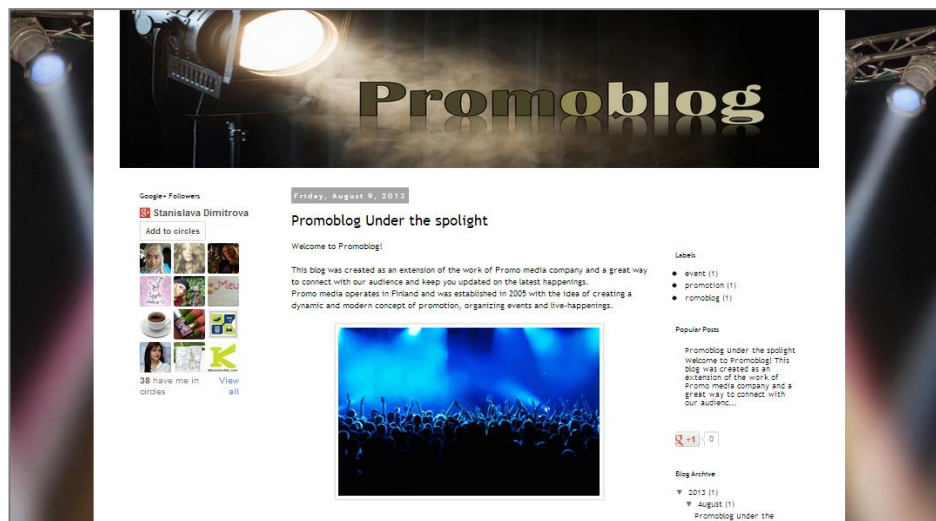 Promoblog
Google+ Followers
Stanislava Dimitrova
Add to circles
38 have me in
circles
View
all
Friday, August 9, 2013
Promoblog Under the spolight
Welcome to Promoblog!
This blog was created as an extension of the work of Promo media company and a great way
to connect with our audience and keep you updated on the latest happenings.
Promo media operates in Finland and was established in 2005 with the idea of creating a
dynamic and modern concept of promotion, organizing events and live-happenings.
Labels
event (1)
promotion (1)
romoblog (1)
Popular Posts
Promoblog Under the spolight
Welcome to Promoblog! This
blog was created as an
extension of the work of
Promo media company and a
great way to connect with
our audienc...
+1
0
Blog Archive
▼ 2013 (1)
▼ August (1)
Promoblog Under the